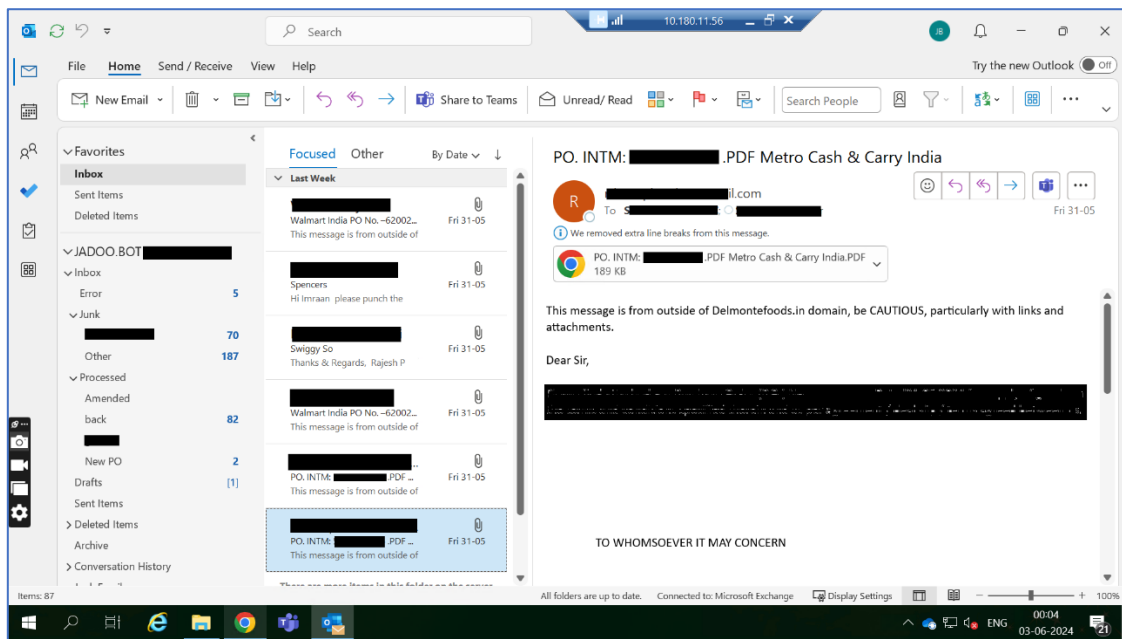 Search
10.180.11.56
JB
File Home Send / Receive View Help
Try the new Outlook Off
New Email Share to Teams Unread/ Read Search People
Favorites
Inbox
Sent Items
Deleted Items
JADOO.BOT
Inbox
Error 5
Junk
70
Other 187
Processed
Amended
back 82
New PO 2
Drafts [1]
Sent Items
Deleted Items
Archive
Conversation History
Focused Other By Date
Last Week
Walmart India PO No. –62002... Fri 31-05
This message is from outside of
Spencers Fri 31-05
Hi Imraan please punch the
Swiggy So Fri 31-05
Thanks & Regards, Rajesh P
Walmart India PO No. –62002... Fri 31-05
This message is from outside of
PO. INTM: .PDF ... Fri 31-05
This message is from outside of
PO. INTM: .PDF ... Fri 31-05
This message is from outside of
There are more items in this folder on the server
PO. INTM: .PDF Metro Cash & Carry India
R
il.com
To S
Fri 31-05
We removed extra line breaks from this message.
PO. INTM: .PDF Metro Cash & Carry India.PDF
189 KB
This message is from outside of Delmontefoods.in domain, be CAUTIOUS, particularly with links and
attachments.
Dear Sir,
TO WHOMSOEVER IT MAY CONCERN
Items: 87 All folders are up to date. Connected to: Microsoft Exchange Display Settings 100%
ENG 00:04
03-06-2024 21